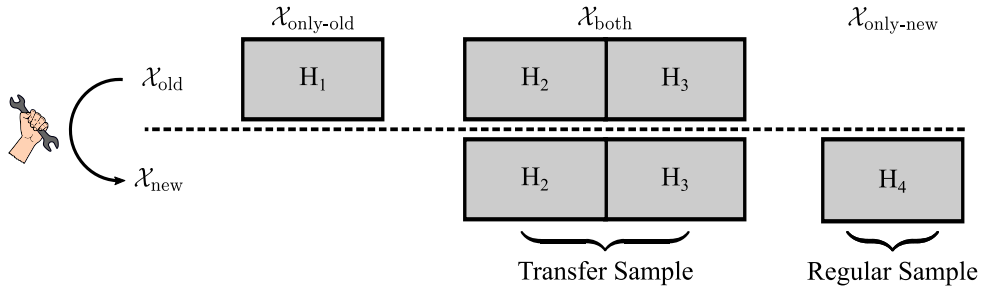 𝒳only-old 𝒳both 𝒳only-new
𝒳old H1 H2 H3
𝒳new H2 H3 H4
Transfer Sample Regular Sample